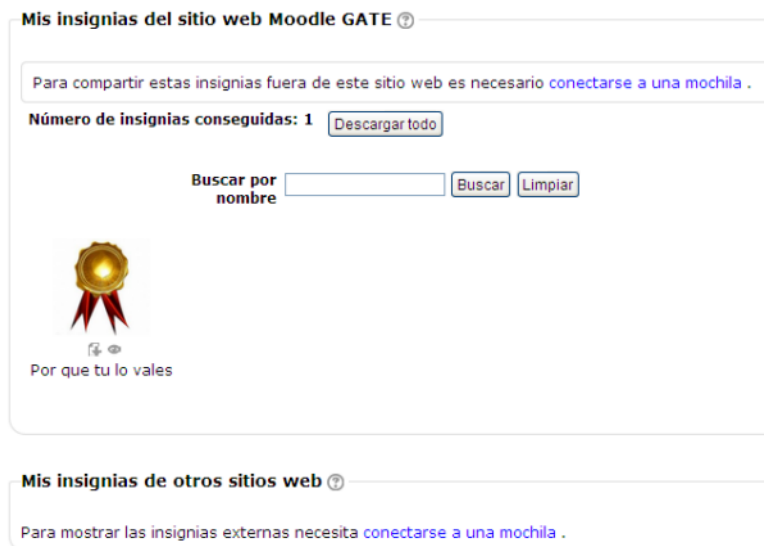 Mis insignias del sitio web Moodle GATE
Para compartir estas insignias fuera de este sitio web es necesario conectarse a una mochila .
Número de insignias conseguidas: 1 Descargar todo
Buscar por
nombre Buscar Limpiar
Por que tu lo vales
Mis insignias de otros sitios web
Para mostrar las insignias externas necesita conectarse a una mochila .